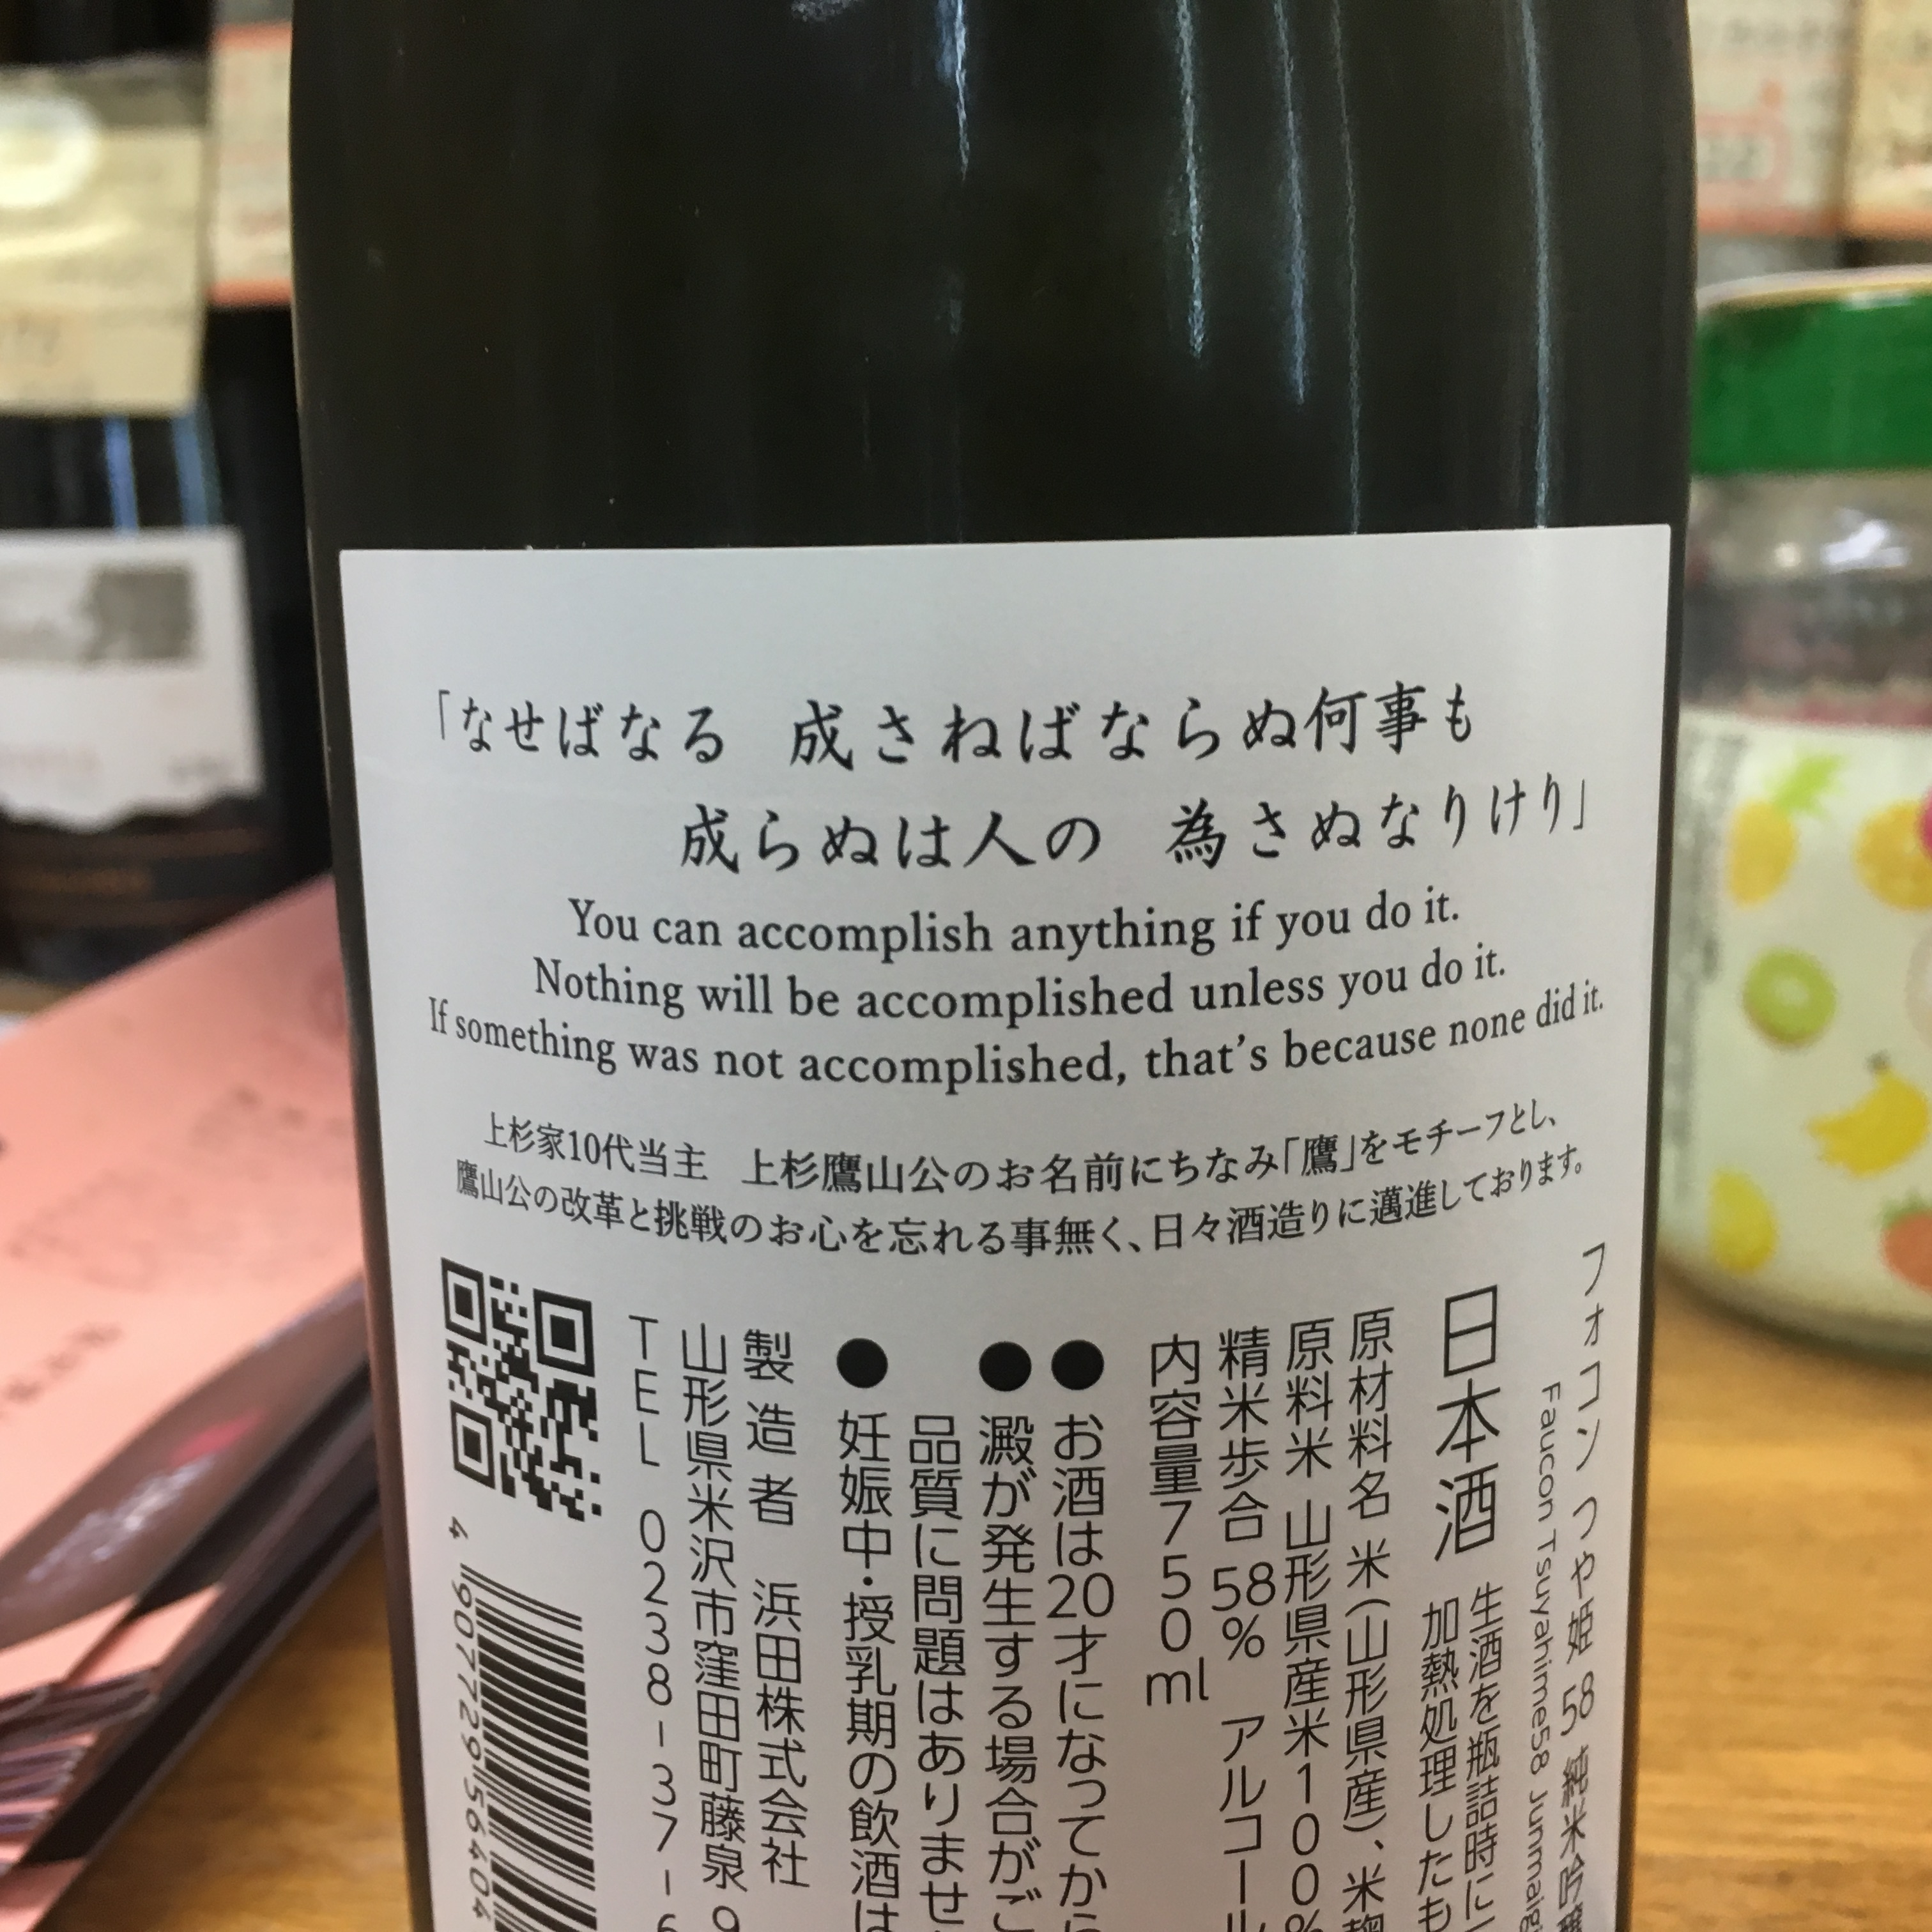 「なせばなる 成さねばならぬ何事も
成らぬは人の 為さぬなりけり」
You can accomplish anything if you do it.
Nothing will be accomplished unless you do it.
If something was not accomplished, that's because none did it.
上杉家10代当主 上杉鷹山公のお名前にちなみ「鷹」をモチーフとし、
鷹山公の改革と挑戦のお心を忘れる事無く、日々酒造りに邁進しております。
フォコン つや姫 58 純米吟醸
Faucon Tsuyahime58 Junmaigi
日本酒
生酒を瓶詰時に一
加熱処理したも
原材料名 米(山形県産)、米麹
原料米 山形県産米100%
精米歩合 58% アルコール
内容量750ml
●お酒は20才になってから
●澱が発生する場合がご
品質に問題はありませ
●妊娠中・授乳期の飲酒は
製造者 浜田株式会社
山形県米沢市窪田町藤泉9
TEL 0238-37-6
4 907729 56404